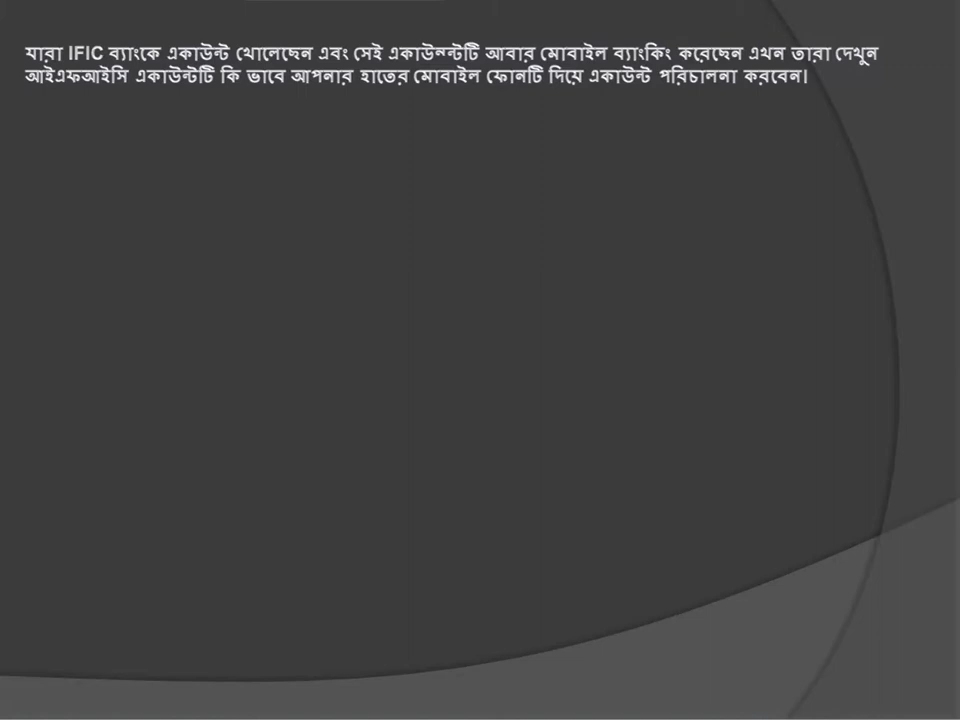 যারা IFIC ব্যাংকে একাউন্ট খোলেছেন এবং সেই একাউন্ন্টটি আবার মোবাইল ব্যাংকিং করেছেন এখন তারা দেখুন
আইএফআইসি একাউন্টটি কি ভাবে আপনার হাতের মোবাইল ফোনটি দিয়ে একাউন্ট পরিচালনা করবেন।